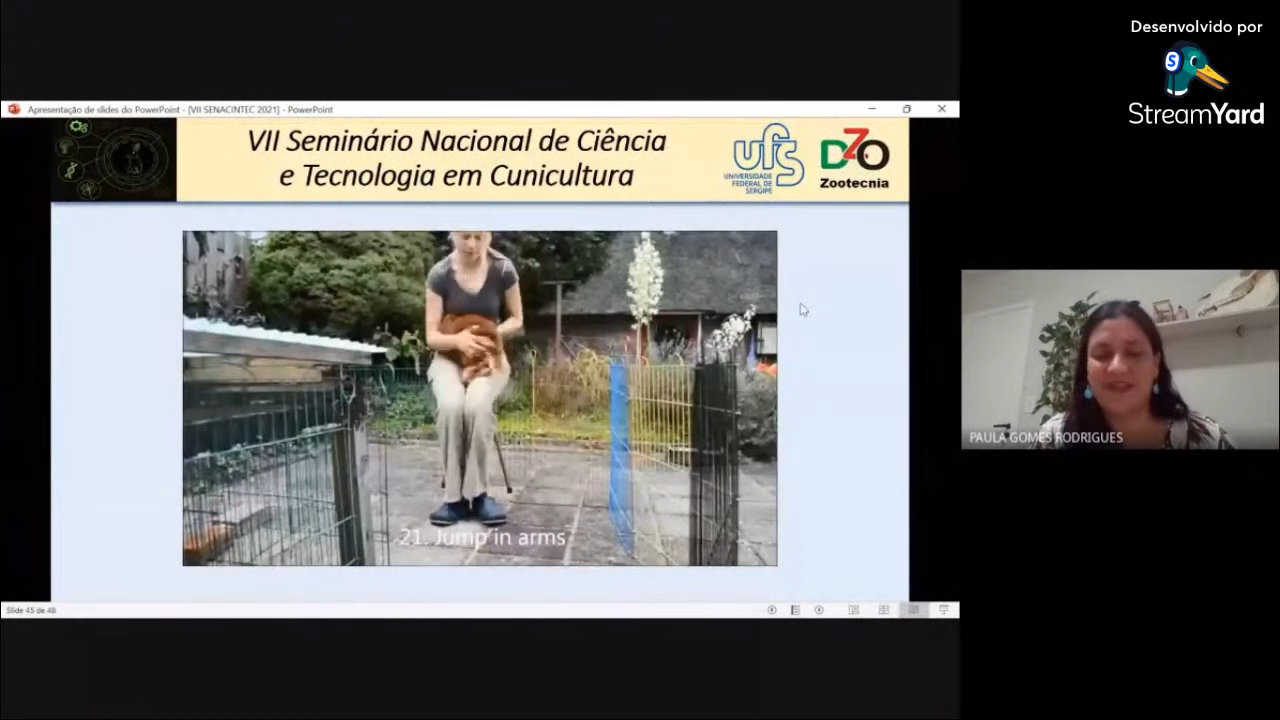 Desenvolvido por
StreamYard
Apresentação de slides do PowerPoint - [VII SENACINTEC 2021] - PowerPoint
VII Seminário Nacional de Ciência
e Tecnologia em Cunicultura
ufs
UNIVERSIDADE
FEDERAL DE
SERGIPE
DZO
Zootecnia
21. Jump in arms
PAULA GOMES RODRIGUES
Slide 45 de 48